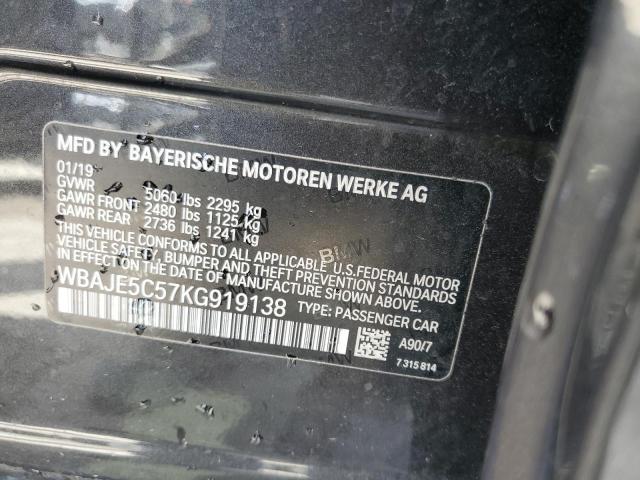 MFD BY BAYERISCHE MOTOREN WERKE AG
01/19
GVWR 5060 lbs 2295 kg
GAWR FRONT 2480 lbs 1125 kg
GAWR REAR 2736 lbs 1241 kg
THIS VEHICLE CONFORMS TO ALL APPLICABLE U.S.FEDERAL MOTOR
VEHICLE SAFETY, BUMPER AND THEFT PREVENTION STANDARDS
IN EFFECT ON THE DATE OF MANUFACTURE SHOWN ABOVE.
WBAJE5C57KG919138 TYPE: PASSENGER CAR
A90/7
7 315 814
BMW